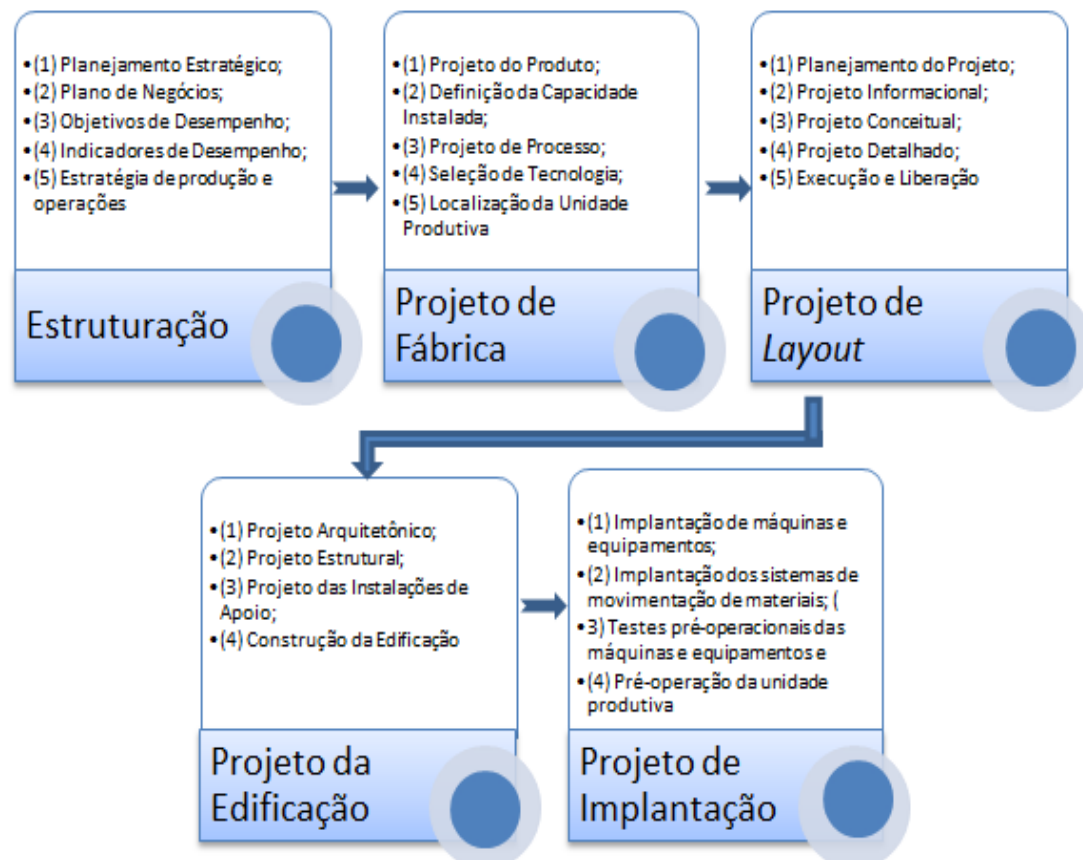 •(1) Planejamento Estratégico;
•(2) Plano de Negócios;
•(3) Objetivos de Desempenho;
•(4) Indicadores de Desempenho;
•(5) Estratégia de produção e
operações
Estruturação
•(1) Projeto do Produto;
•(2) Definição da Capacidade
Instalada;
•(3) Projeto de Processo;
•(4) Seleção de Tecnologia;
•(5) Localização da Unidade
Produtiva
Projeto de
Fábrica
•(1) Planejamento do Projeto;
•(2) Projeto Informacional;
•(3) Projeto Conceitual;
•(4) Projeto Detalhado;
•(5) Execução e Liberação
Projeto de
Layout
•(1) Projeto Arquitetônico;
•(2) Projeto Estrutural;
•(3) Projeto das Instalações de
Apoio;
•(4) Construção da Edificação
Projeto da
Edificação
•(1) Implantação de máquinas e
equipamentos;
•(2) Implantação dos sistemas de
movimentação de materiais; (
•3) Testes pré-operacionais das
máquinas e equipamentos e
•(4) Pré-operação da unidade
produtiva
Projeto de
Implantação